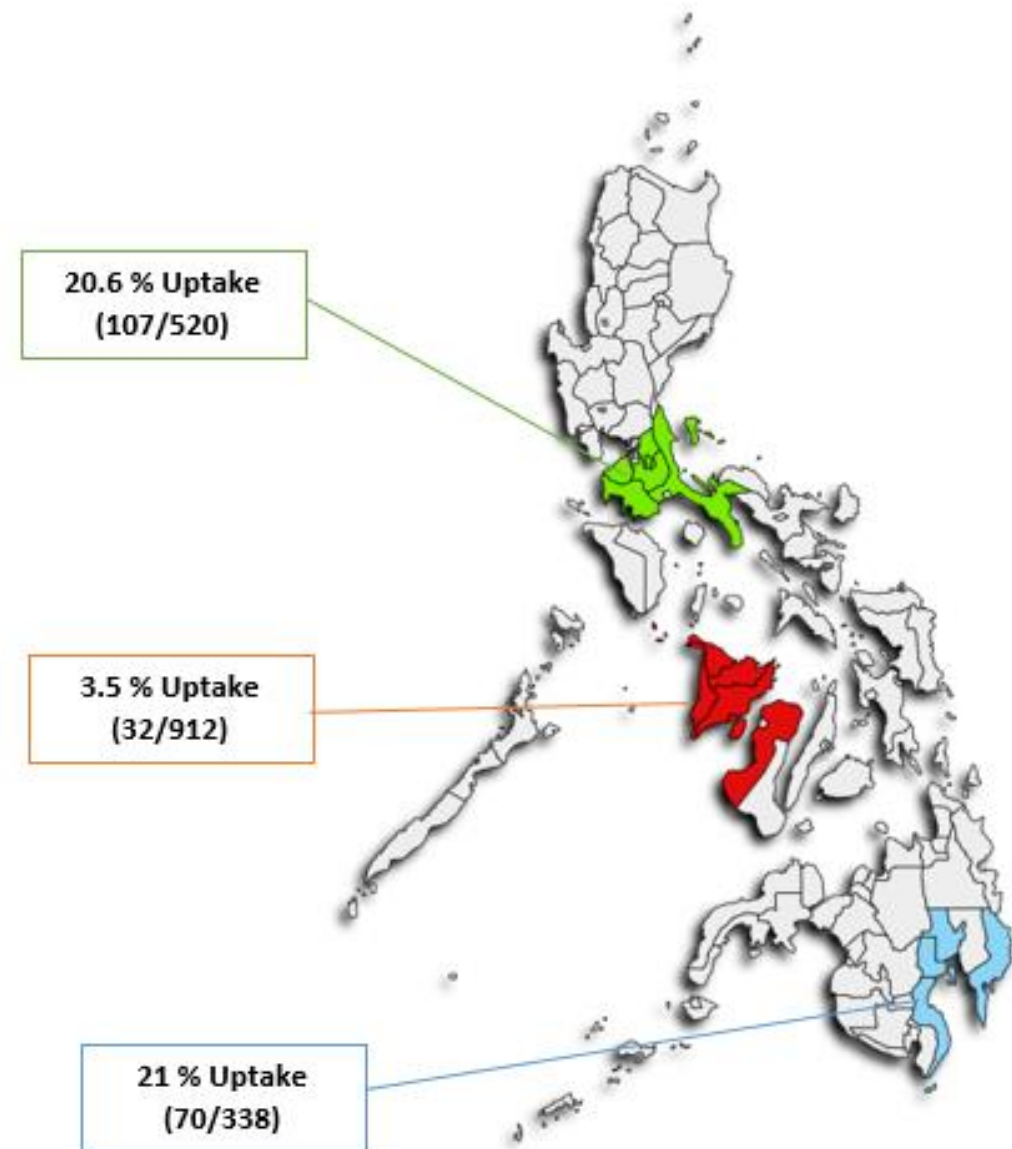 20.6 % Uptake
(107/520)
3.5 % Uptake
(32/912)
21 % Uptake
(70/338)